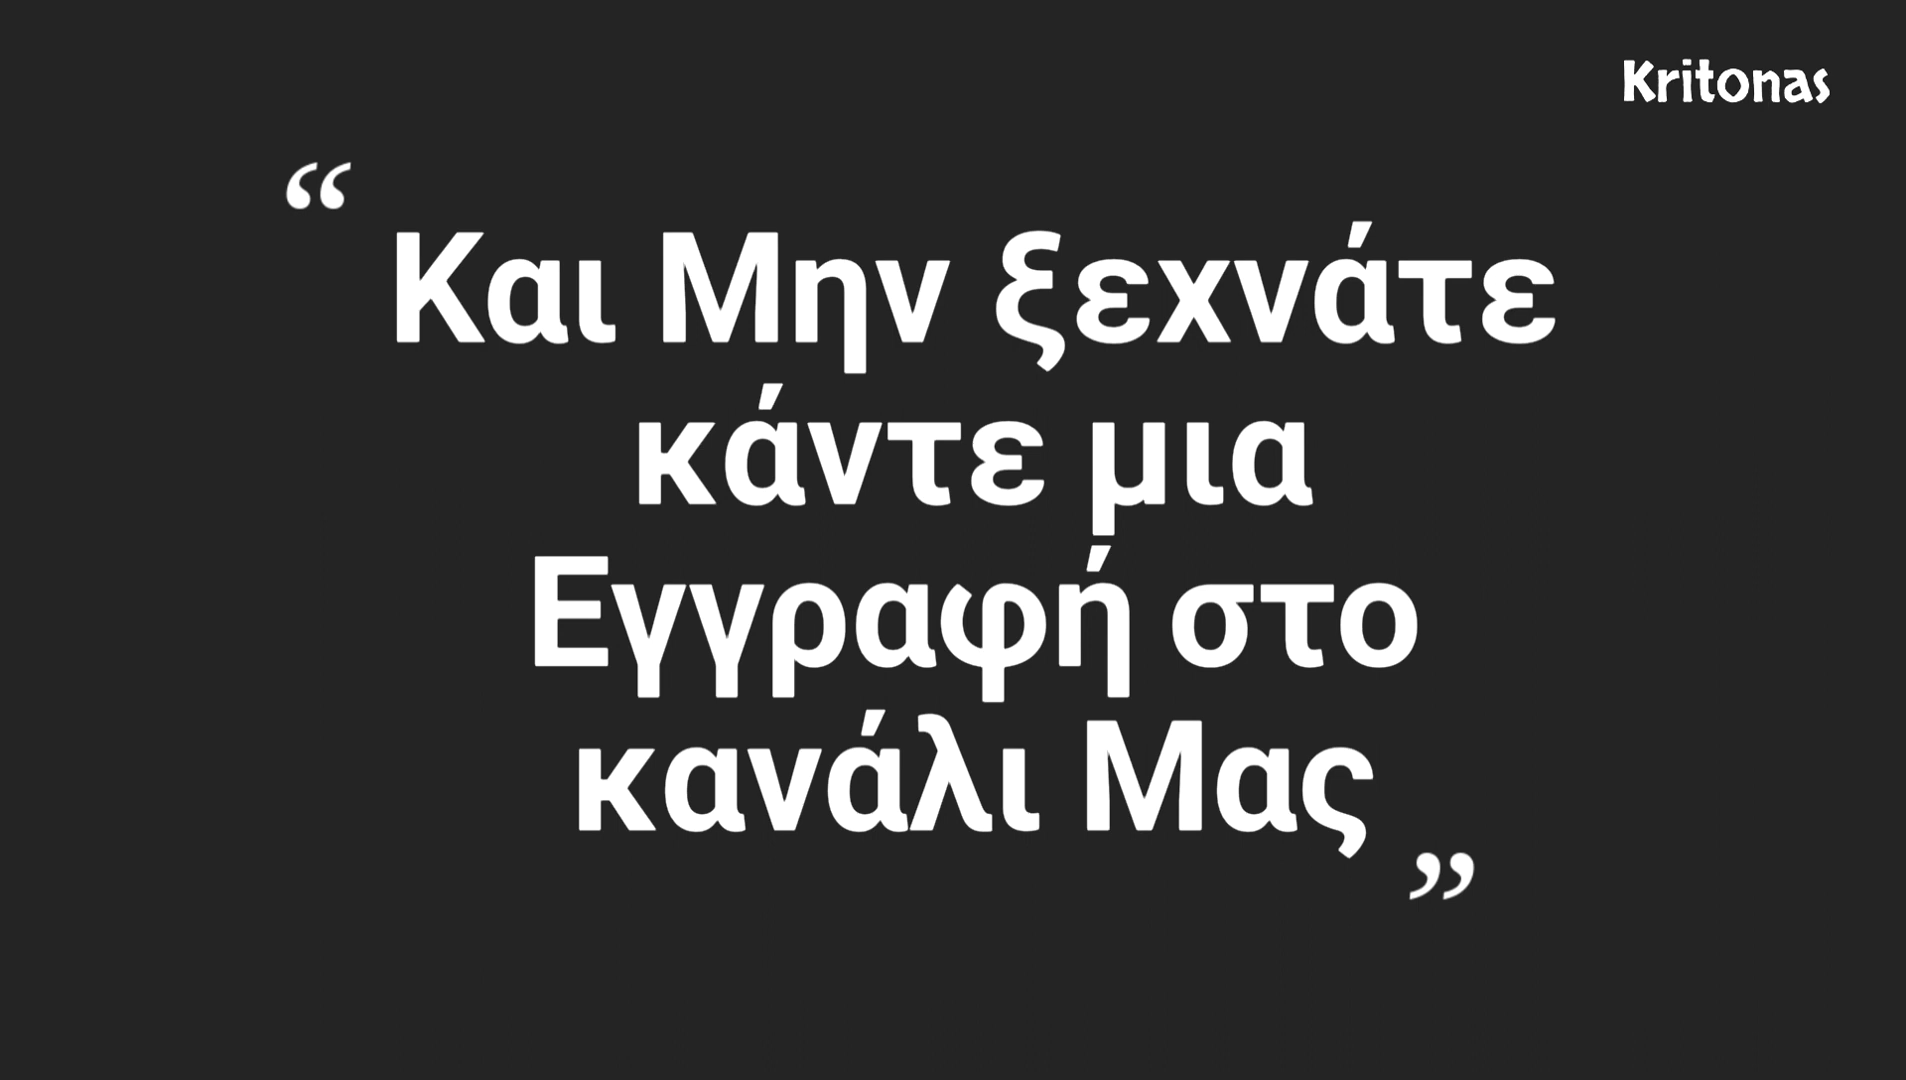 Kritonas
“
Και Μην ξεχνάτε
κάντε μια
Εγγραφή στο
κανάλι Μας
”